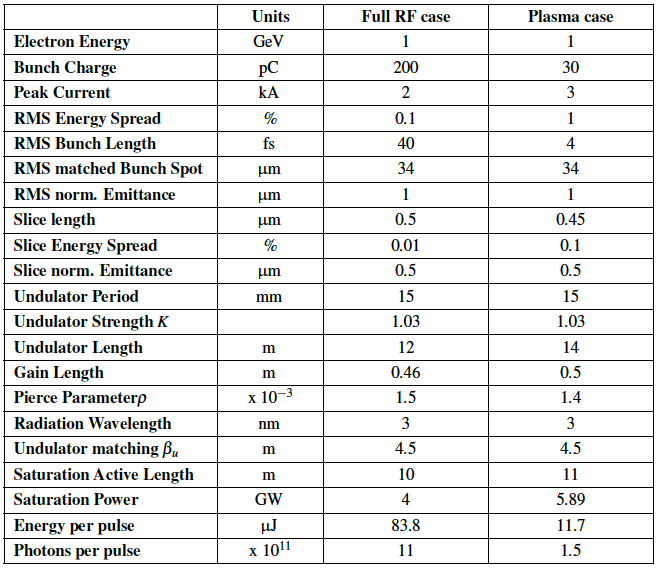 Units Full RF case Plasma case
Electron Energy GeV 1 1
Bunch Charge pC 200 30
Peak Current kA 2 3
RMS Energy Spread % 0.1 1
RMS Bunch Length fs 40 4
RMS matched Bunch Spot μm 34 34
RMS norm. Emittance μm 1 1
Slice length μm 0.5 0.45
Slice Energy Spread % 0.01 0.1
Slice norm. Emittance μm 0.5 0.5
Undulator Period mm 15 15
Undulator Strength K 1.03 1.03
Undulator Length m 12 14
Gain Length m 0.46 0.5
Pierce Parameterρ x 10⁻³ 1.5 1.4
Radiation Wavelength nm 3 3
Undulator matching βᵤ m 4.5 4.5
Saturation Active Length m 10 11
Saturation Power GW 4 5.89
Energy per pulse μJ 83.8 11.7
Photons per pulse x 10¹¹ 11 1.5